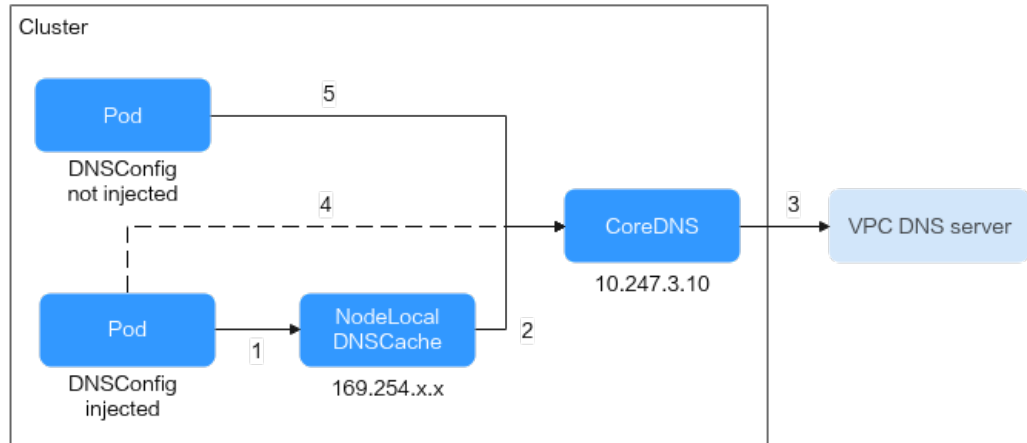 Cluster
5
Pod
DNSConfig
not injected
4
CoreDNS
3
VPC DNS server
10.247.3.10
Pod
1
NodeLocal
DNSCache
2
DNSConfig
injected
169.254.x.x